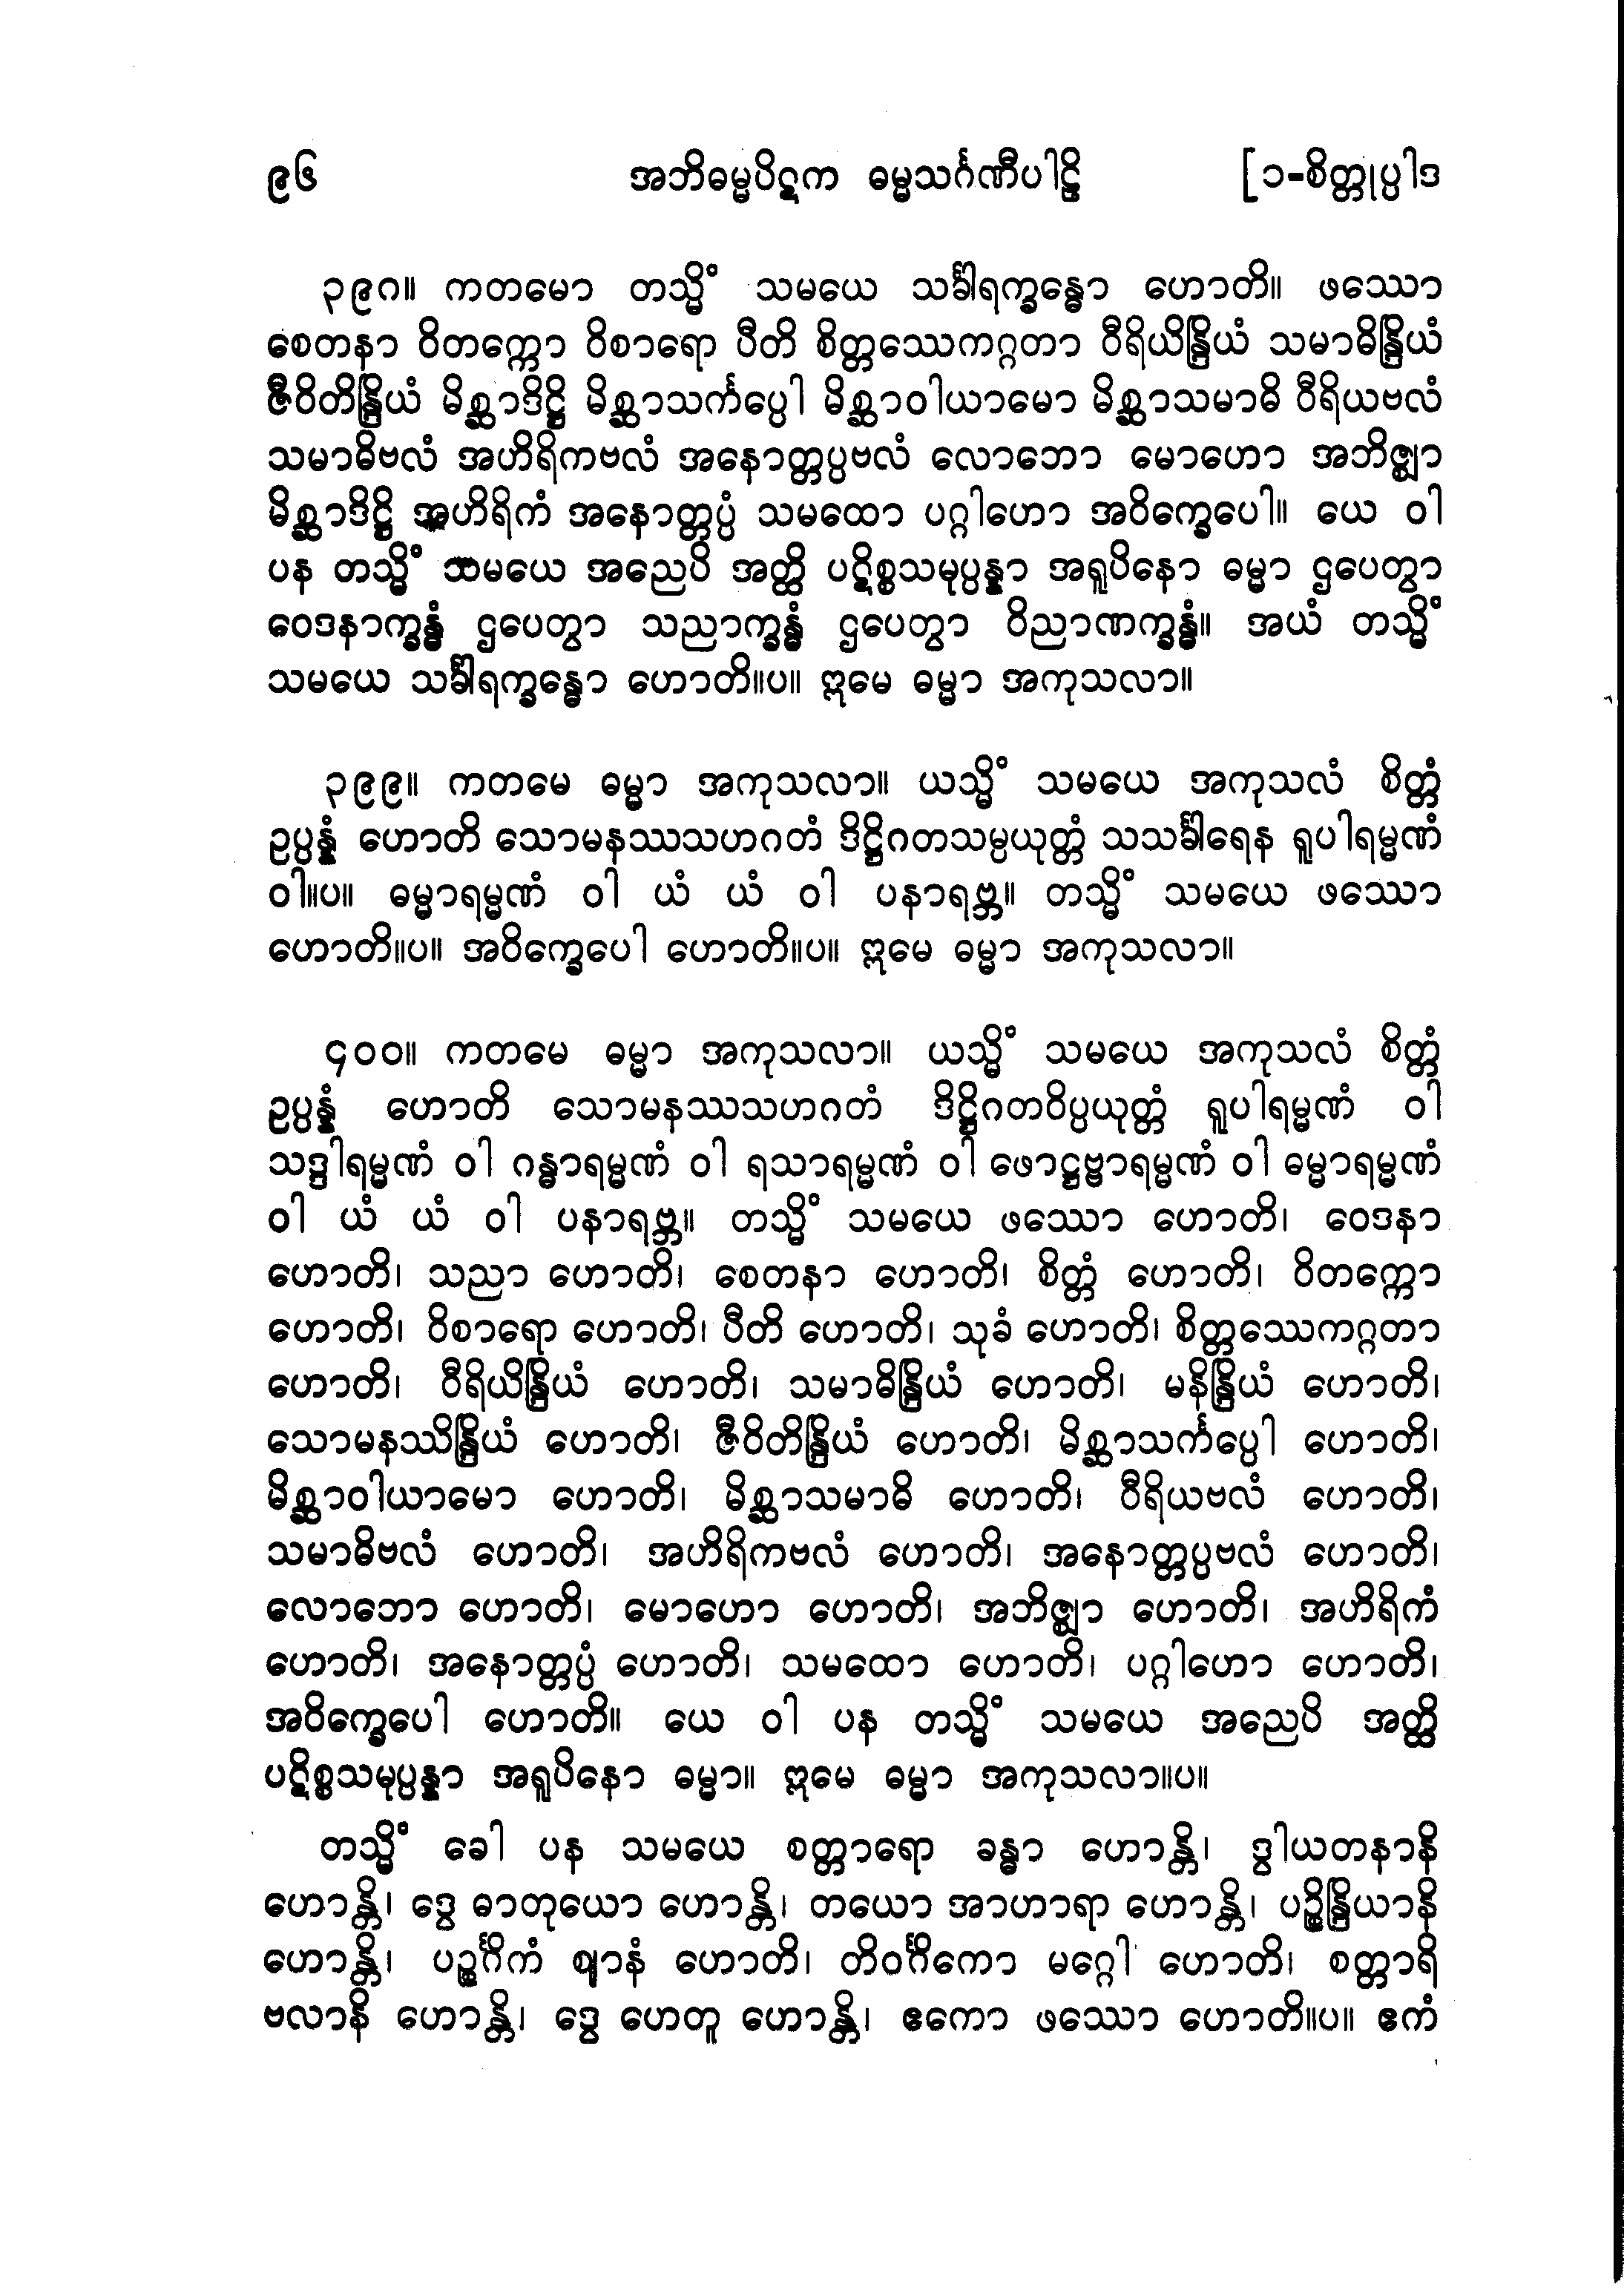 ၉၆ အဘိဓမ္မပိဋက ဓမ္မသင်္ဂဏီပါဠိ [၁-စိတ္တုပ္ပါဒ
၃၉၈။ ကတမော တသ္မိံ သမယေ သင်္ခါရက္ခန္ဓော ဟောတိ။ ဖဿော
စေတနာ ဝိတက္ကော ဝိစာရော ပီတိ စိတ္တဿေကဂ္ဂတာ ဝီရိယိန္ဒြိယံ သမာဓိန္ဒြိယံ
ဇီဝိတိန္ဒြိယံ မိစ္ဆာဒိဋ္ဌိ မိစ္ဆာသင်္ကပ္ပေါ မိစ္ဆာဝါယာမော မိစ္ဆာသမာဓိ ဝီရိယဗလံ
သမာဓိဗလံ အဟိရိကဗလံ အနောတ္တပ္ပဗလံ လောဘော မောဟော အဘိဇ္ဈာ
မိစ္ဆာဒိဋ္ဌိ အဟိရိကံ အနောတ္တပ္ပံ သမထော ပဂ္ဂါဟော အဝိက္ခေပေါ။ ယေ ဝါ
ပန တသ္မိံ သမယေ အညေပိ အတ္ထိ ပဋိစ္စသမုပ္ပန္နာ အရူပိနော ဓမ္မာ ဌပေတွာ
ဝေဒနာက္ခန္ဓံ ဌပေတွာ သညာက္ခန္ဓံ ဌပေတွာ ဝိညာဏက္ခန္ဓံ။ အယံ တသ္မိံ
သမယေ သင်္ခါရက္ခန္ဓော ဟောတိ။ပ။ ဣမေ ဓမ္မာ အကုသလာ။
၃၉၉။ ကတမေ ဓမ္မာ အကုသလာ။ ယသ္မိံ သမယေ အကုသလံ စိတ္တံ
ဥပ္ပန္နံ ဟောတိ သောမနဿသဟဂတံ ဒိဋ္ဌိဂတသမ္ပယုတ္တံ သသင်္ခါရေန ရူပါရမ္မဏံ
ဝါ။ပ။ ဓမ္မာရမ္မဏံ ဝါ ယံ ယံ ဝါ ပနာရဗ္ဘ။ တသ္မိံ သမယေ ဖဿော
ဟောတိ။ပ။ အဝိက္ခေပေါ ဟောတိ။ပ။ ဣမေ ဓမ္မာ အကုသလာ။
၄၀၀။ ကတမေ ဓမ္မာ အကုသလာ။ ယသ္မိံ သမယေ အကုသလံ စိတ္တံ
ဥပ္ပန္နံ ဟောတိ သောမနဿသဟဂတံ ဒိဋ္ဌိဂတဝိပ္ပယုတ္တံ ရူပါရမ္မဏံ ဝါ
သဒ္ဒါရမ္မဏံ ဝါ ဂန္ဓာရမ္မဏံ ဝါ ရသာရမ္မဏံ ဝါ ဖောဋ္ဌဗ္ဗာရမ္မဏံ ဝါ ဓမ္မာရမ္မဏံ
ဝါ ယံ ယံ ဝါ ပနာရဗ္ဘ။ တသ္မိံ သမယေ ဖဿော ဟောတိ၊ ဝေဒနာ
ဟောတိ၊ သညာ ဟောတိ၊ စေတနာ ဟောတိ၊ စိတ္တံ ဟောတိ၊ ဝိတက္ကော
ဟောတိ၊ ဝိစာရော ဟောတိ၊ ပီတိ ဟောတိ၊ သုခံ ဟောတိ၊ စိတ္တဿေကဂ္ဂတာ
ဟောတိ၊ ဝီရိယိန္ဒြိယံ ဟောတိ၊ သမာဓိန္ဒြိယံ ဟောတိ၊ မနိန္ဒြိယံ ဟောတိ၊
သောမနဿိန္ဒြိယံ ဟောတိ၊ ဇီဝိတိန္ဒြိယံ ဟောတိ၊ မိစ္ဆာသင်္ကပ္ပေါ ဟောတိ၊
မိစ္ဆာဝါယာမော ဟောတိ၊ မိစ္ဆာသမာဓိ ဟောတိ၊ ဝီရိယဗလံ ဟောတိ၊
သမာဓိဗလံ ဟောတိ၊ အဟိရိကဗလံ ဟောတိ၊ အနောတ္တပ္ပဗလံ ဟောတိ၊
လောဘော ဟောတိ၊ မောဟော ဟောတိ၊ အဘိဇ္ဈာ ဟောတိ၊ အဟိရိကံ
ဟောတိ၊ အနောတ္တပ္ပံ ဟောတိ၊ သမထော ဟောတိ၊ ပဂ္ဂါဟော ဟောတိ၊
အဝိက္ခေပေါ ဟောတိ။ ယေ ဝါ ပန တသ္မိံ သမယေ အညေပိ အတ္ထိ
ပဋိစ္စသမုပ္ပန္နာ အရူပိနော ဓမ္မာ။ ဣမေ ဓမ္မာ အကုသလာ။ပ။
တသ္မိံ ခေါ ပန သမယေ စတ္တာရော ခန္ဓာ ဟောန္တိ၊ ဒွါယတနာနိ
ဟောန္တိ၊ ဒွေ ဓာတုယော ဟောန္တိ၊ တယော အာဟာရာ ဟောန္တိ၊ ပဉ္စိန္ဒြိယာနိ
ဟောန္တိ၊ ပဉ္စင်္ဂိကံ ဈာနံ ဟောတိ၊ တိဝင်္ဂိကော မဂ္ဂေါ ဟောတိ၊ စတ္တာရိ
ဗလာနိ ဟောန္တိ၊ ဒွေ ဟေတူ ဟောန္တိ၊ ဧကော ဖဿော ဟောတိ။ပ။ ဧကံ